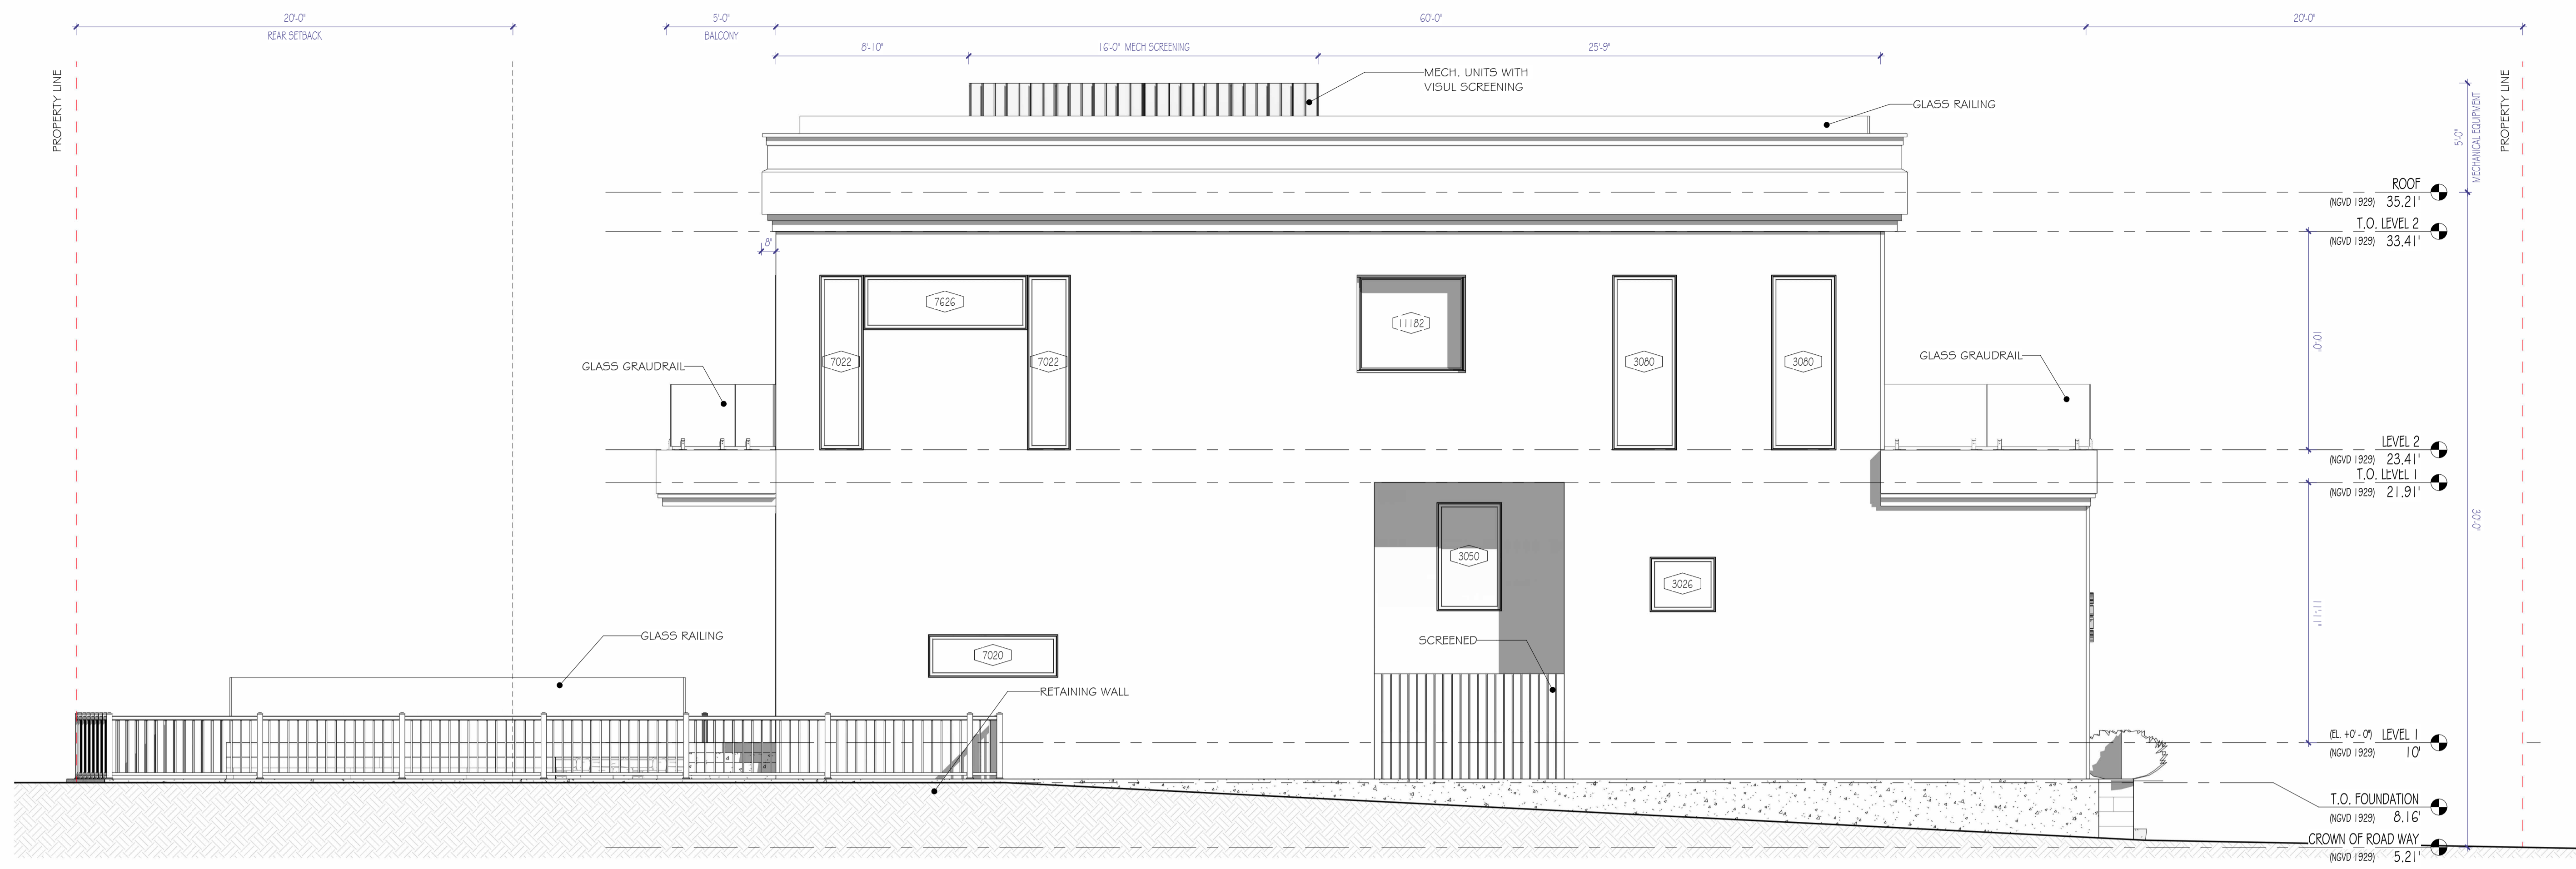 20'-0"
REAR SETBACK
5'-0"
BALCONY
60'-0"
20'-0"
8'-10"
16'-0" MECH SCREENING
25'-9"
PROPERTY LINE
MECH. UNITS WITH
VISUL SCREENING
GLASS RAILING
5'-0"
MECHANICAL EQUIPMENT
PROPERTY LINE
ROOF
(NGVD 1929) 35.21'
T.O. LEVEL 2
(NGVD 1929) 33.41'
8"
7626
11182
7022
7022
3080
3080
10'-0"
GLASS GRAUDRAIL
GLASS GRAUDRAIL
LEVEL 2
(NGVD 1929) 23.41'
T.O. LEVEL 1
(NGVD 1929) 21.91'
30'-0"
3050
3026
11'-11"
GLASS RAILING
SCREENED
7020
RETAINING WALL
(EL. +0' - 0") LEVEL 1
(NGVD 1929) 10'
T.O. FOUNDATION
(NGVD 1929) 8.16'
CROWN OF ROAD WAY
(NGVD 1929) 5.21'